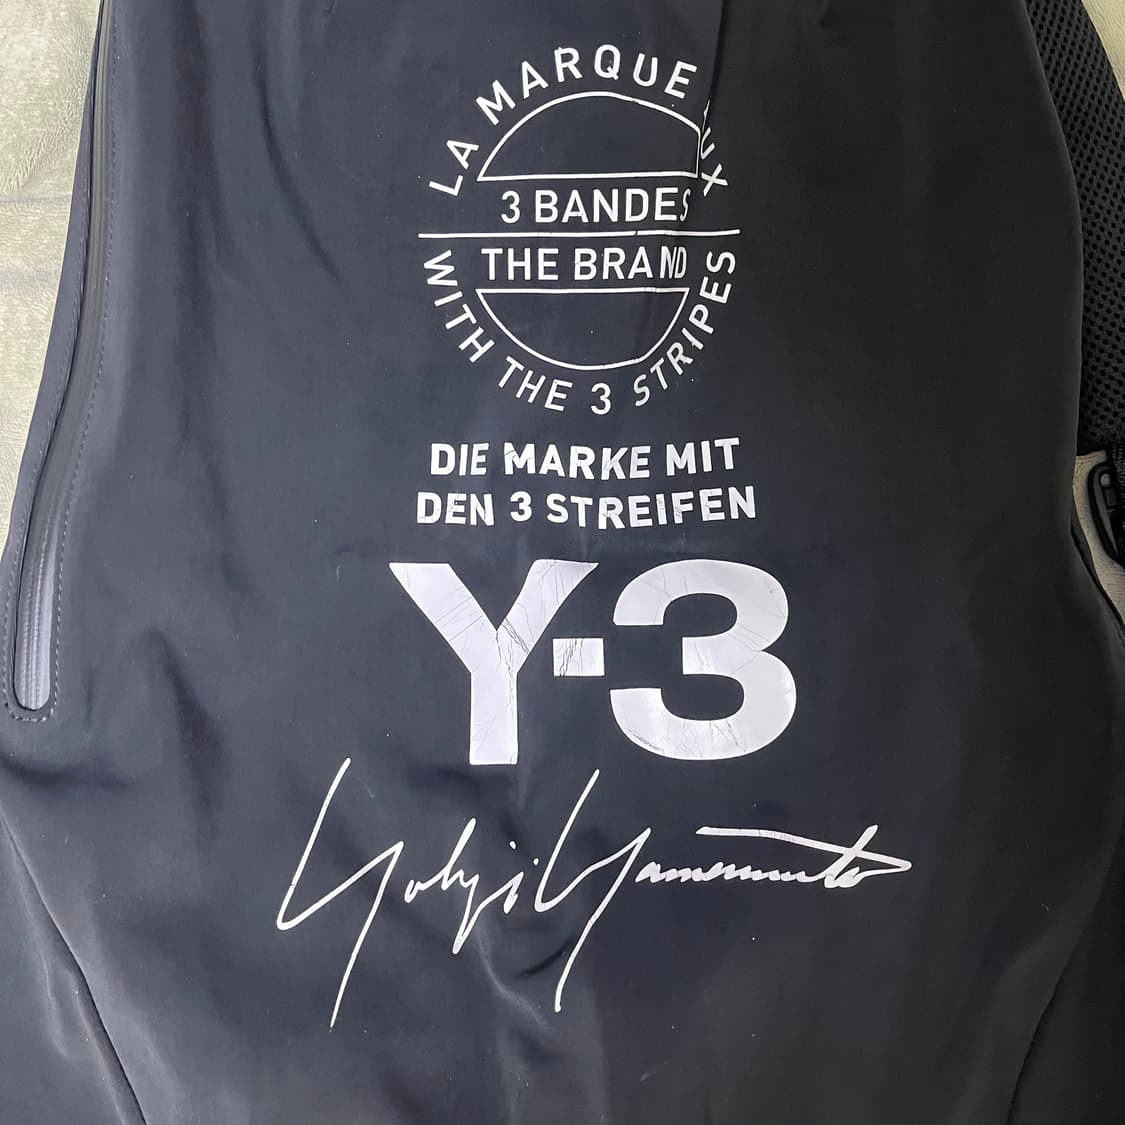 LA MARQUE AUX
3 BANDES
THE BRAND
WITH THE 3 STRIPES
DIE MARKE MIT
DEN 3 STREIFEN
Y-3
Yohji Yamamoto